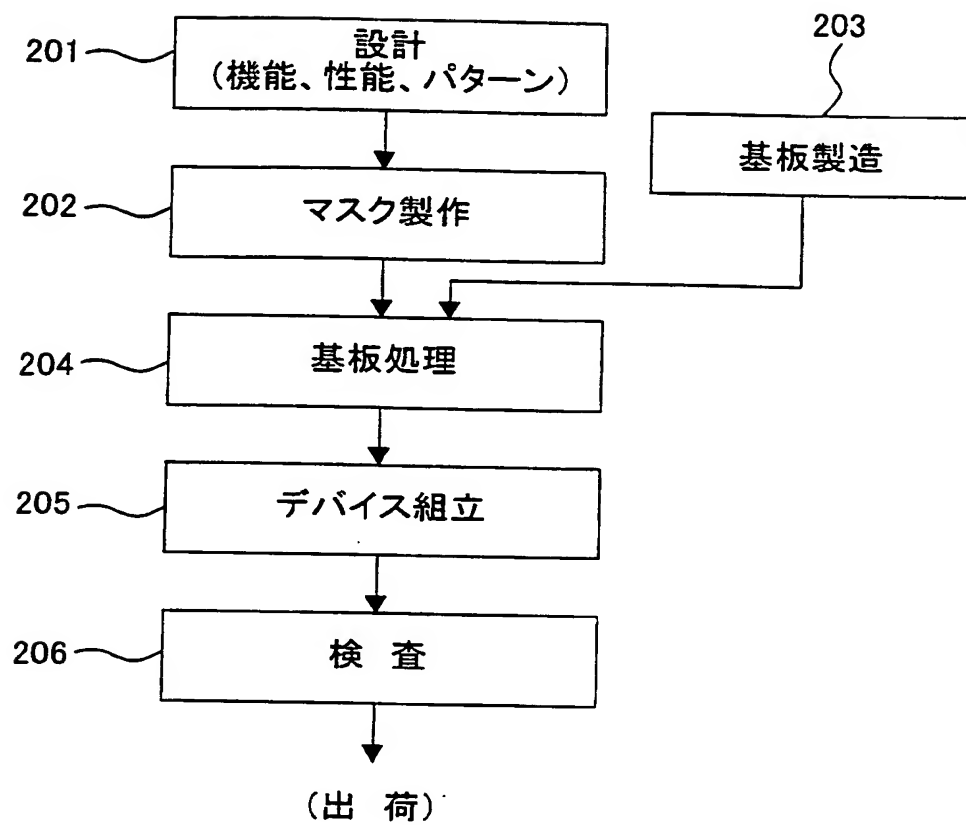 201
設計
(機能、性能、パターン)
203
基板製造
202
マスク製作
204
基板処理
205
デバイス組立
206
検 査
(出 荷)